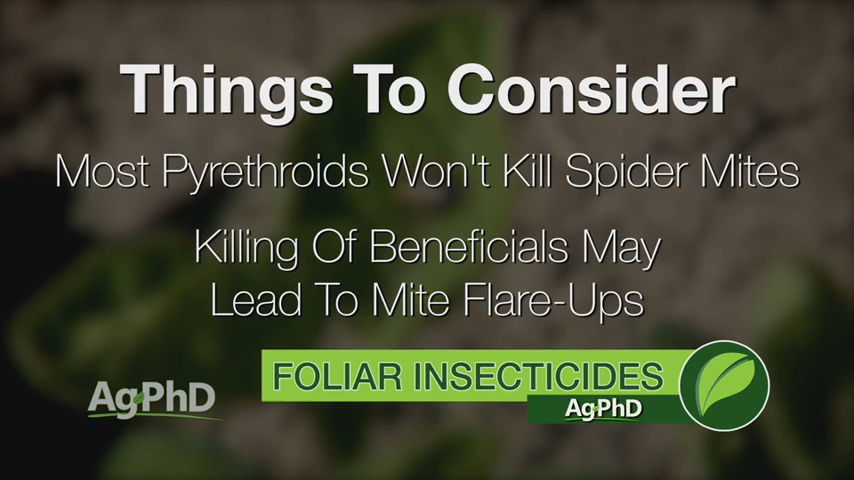 Things To Consider
Most Pyrethroids Won't Kill Spider Mites
Killing Of Beneficials May
Lead To Mite Flare-Ups
FOLIAR INSECTICIDES
AgPhD
AgPhD